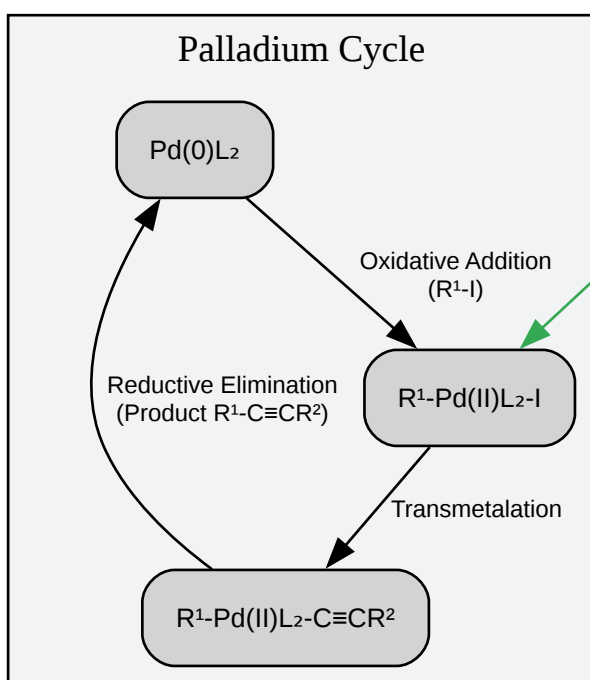 Palladium Cycle
Pd(0)L₂
Oxidative Addition
(R¹-I)
R¹-Pd(II)L₂-I
Reductive Elimination
(Product R¹-C≡CR²)
Transmetalation
R¹-Pd(II)L₂-C≡CR²